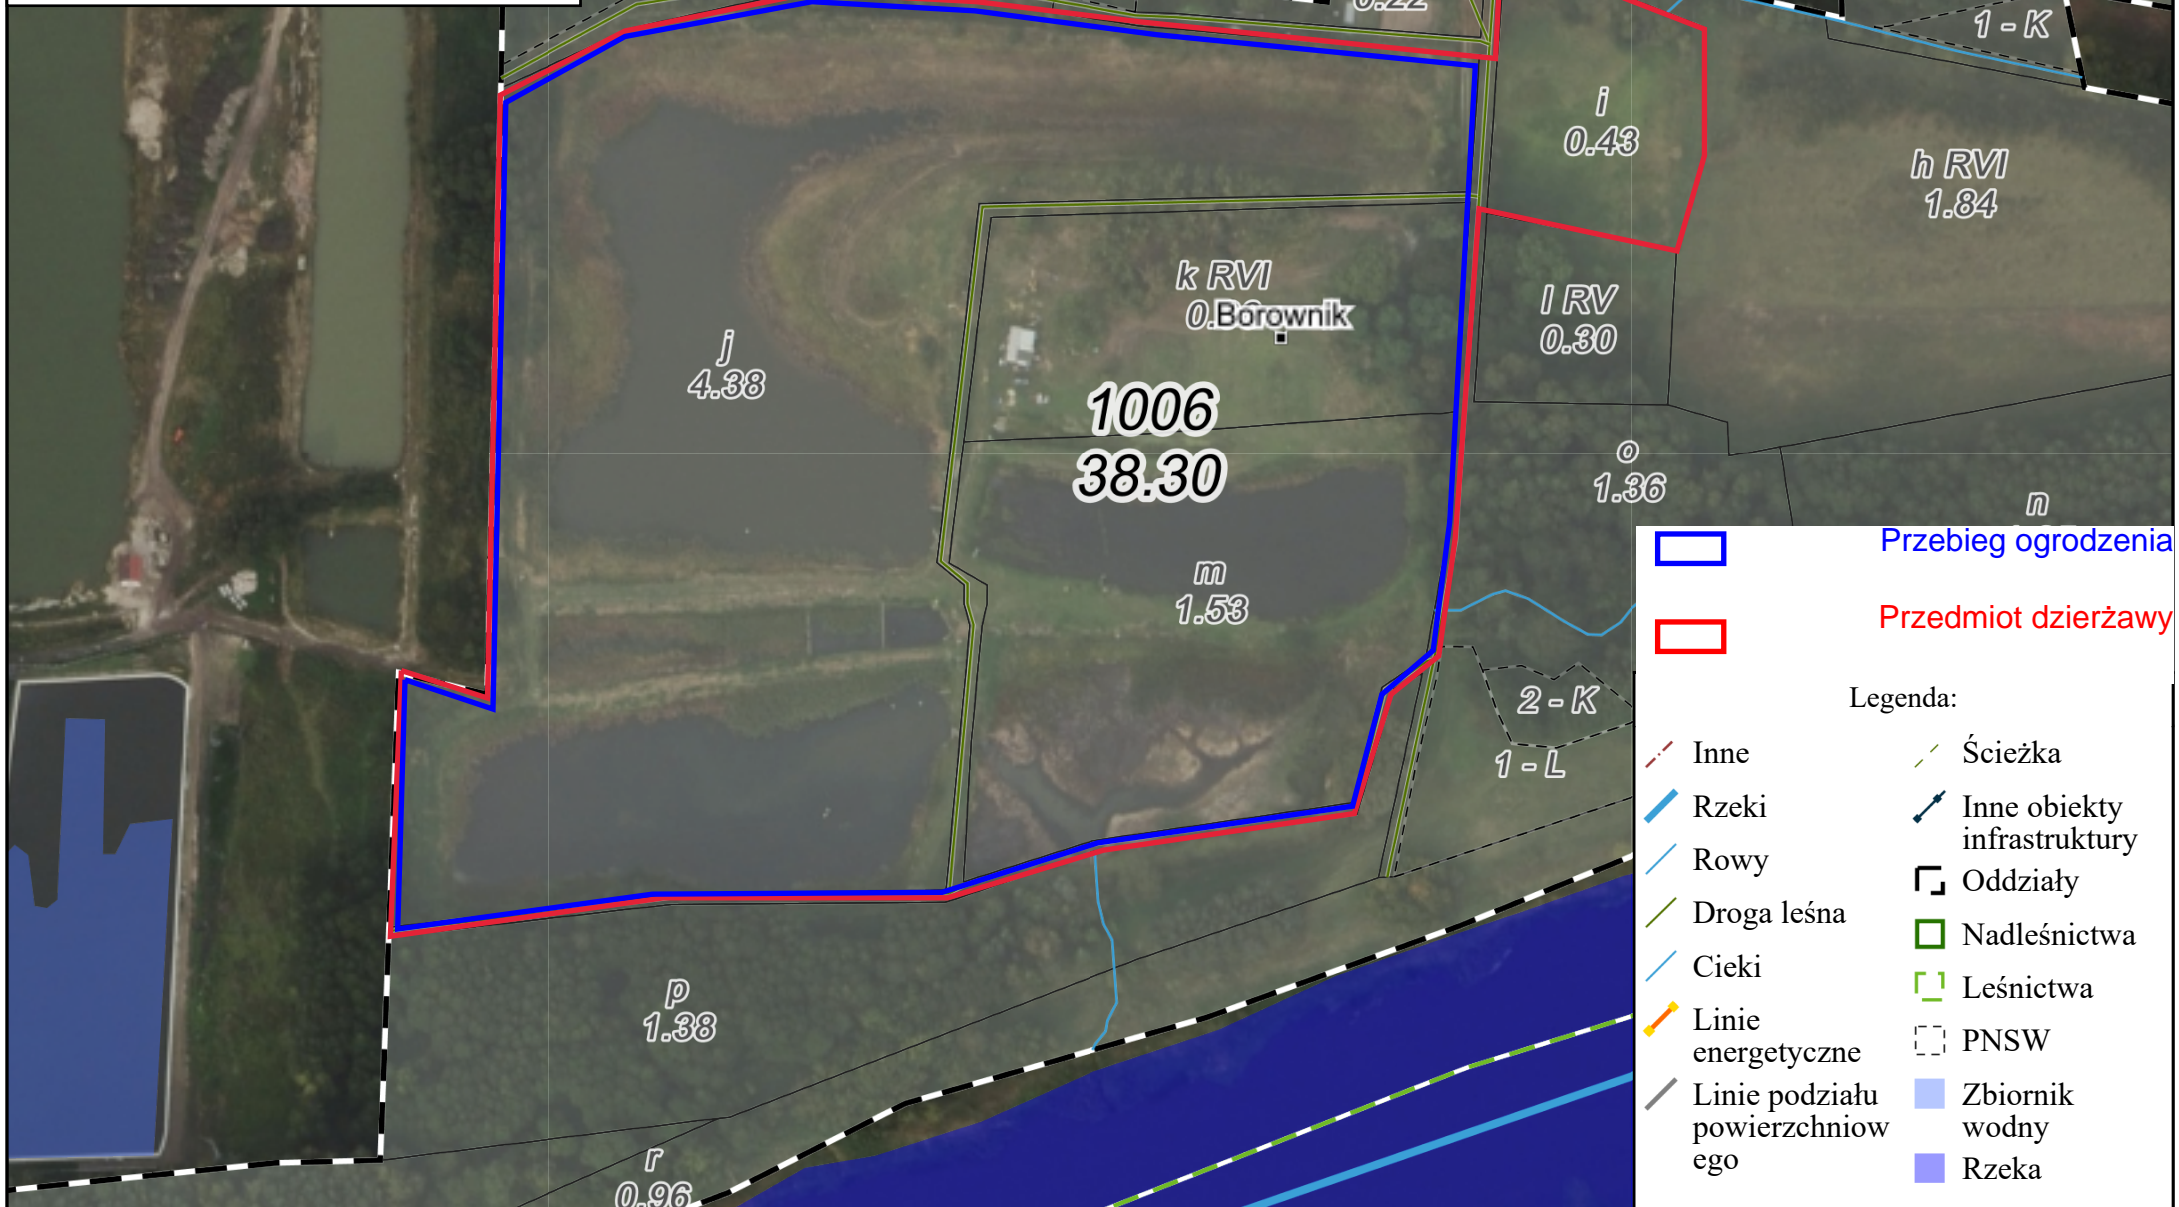 0.22
1 - K
i
0.43
h RVI
1.84
k RVI
Borownik
l RV
0.30
j
4.38
1006
38.30
o
1.36
n
m
1.53
2 - K
1 - L
p
1.38
r
0.96
Przebieg ogrodzenia
Przedmiot dzierżawy
Legenda:
Inne
Rzeki
Rowy
Droga leśna
Cieki
Linie
energetyczne
Linie podziału
powierzchniow
ego
Ścieżka
Inne obiekty
infrastruktury
Oddziały
Nadleśnictwa
Leśnictwa
PNSW
Zbiornik
wodny
Rzeka